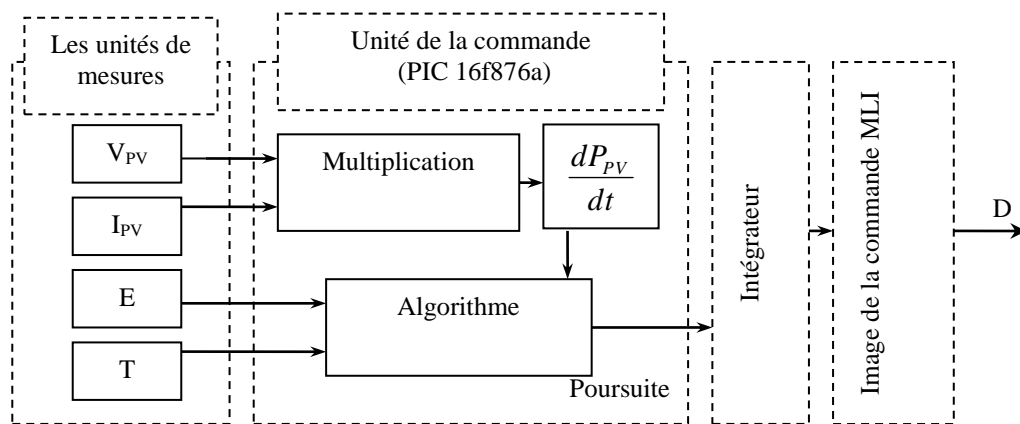 Les unités de
mesures
Unité de la commande
(PIC 16f876a)
V_PV
I_PV
E
T
Multiplication
dP_PV
dt
Algorithme
Poursuite
Intégrateur
Image de la commande MLI
D